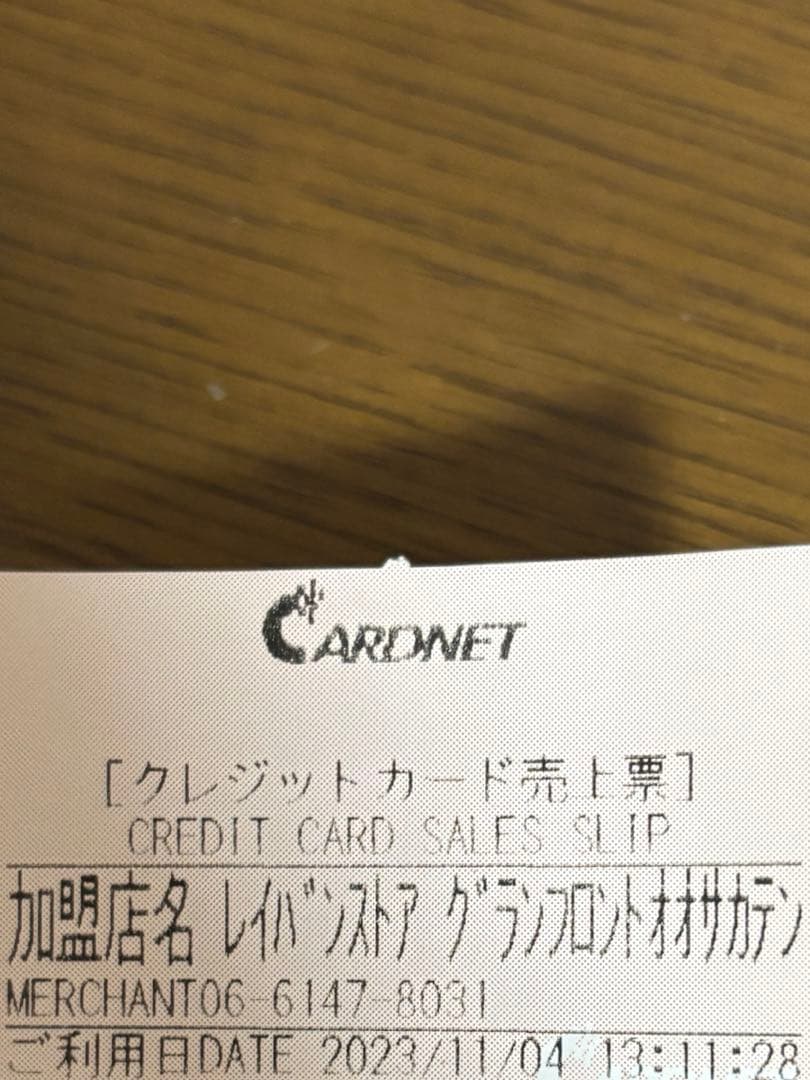 CARDNET
[クレジットカード売上票]
CREDIT CARD SALES SLIP
加盟店名 レイバンストア グランフロントオオサカテン
MERCHANT06-6147-8031
ご利用日DATE 2023/11/04 13:11:28